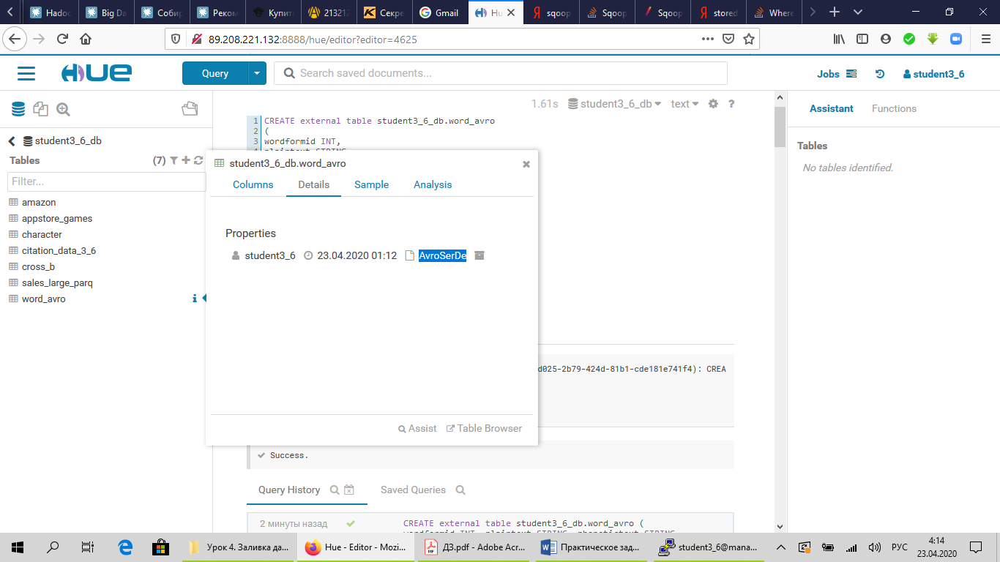 Hadoc
Big Da
Собир
Реком
Купит
21321
Секре
Gmail
Hu
sqoop
Sqoop
Sqoop
stored
Where
89.208.221.132:8888/hue/editor?editor=4625
HUE
Query
Search saved documents...
Jobs
student3_6
1.61s student3_6_db text ?
Assistant Functions
student3_6_db
Tables (7)
Filter...
amazon
appstore_games
character
citation_data_3_6
cross_b
sales_large_parq
word_avro
1 CREATE external table student3_6_db.word_avro
2 (
3 wordformid INT,
student3_6_db.word_avro
Columns Details Sample Analysis
Properties
student3_6 23.04.2020 01:12 AvroSerDe
Assist Table Browser
d025-2b79-424d-81b1-cde181e741f4): CREA
Success.
Query History Saved Queries
2 минуты назад CREATE external table student3_6_db.word_avro (
Tables
No tables identified.
Урок 4. Заливка да...
Hue - Editor - Mozi...
ДЗ.pdf - Adobe Acr...
Практическое зад...
student3_6@mana...
РУС
4:14
23.04.2020